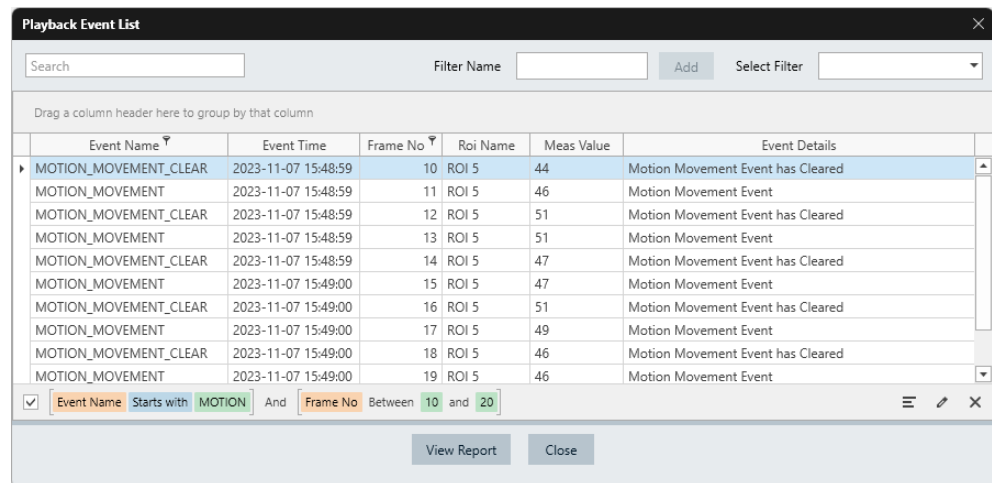 Playback Event List
Search Filter Name Add Select Filter
Drag a column header here to group by that column
Event Name Event Time Frame No Roi Name Meas Value Event Details
MOTION_MOVEMENT_CLEAR 2023-11-07 15:48:59 10 ROI 5 44 Motion Movement Event has Cleared
MOTION_MOVEMENT 2023-11-07 15:48:59 11 ROI 5 46 Motion Movement Event
MOTION_MOVEMENT_CLEAR 2023-11-07 15:48:59 12 ROI 5 51 Motion Movement Event has Cleared
MOTION_MOVEMENT 2023-11-07 15:48:59 13 ROI 5 51 Motion Movement Event
MOTION_MOVEMENT_CLEAR 2023-11-07 15:48:59 14 ROI 5 47 Motion Movement Event has Cleared
MOTION_MOVEMENT 2023-11-07 15:49:00 15 ROI 5 47 Motion Movement Event
MOTION_MOVEMENT_CLEAR 2023-11-07 15:49:00 16 ROI 5 51 Motion Movement Event has Cleared
MOTION_MOVEMENT 2023-11-07 15:49:00 17 ROI 5 49 Motion Movement Event
MOTION_MOVEMENT_CLEAR 2023-11-07 15:49:00 18 ROI 5 46 Motion Movement Event has Cleared
MOTION_MOVEMENT 2023-11-07 15:49:00 19 ROI 5 46 Motion Movement Event
Event Name Starts with MOTION And Frame No Between 10 and 20
View Report Close